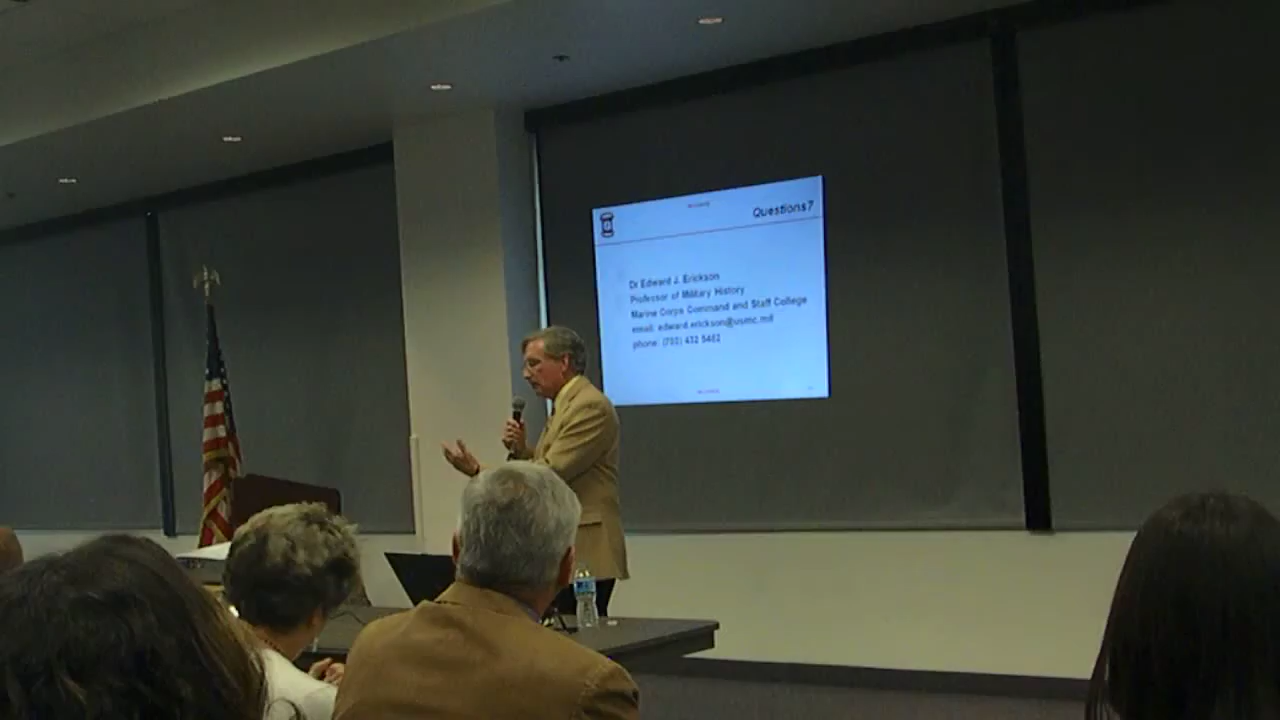 Questions?
Dr Edward J. Erickson
Professor of Military History
Marine Corps Command and Staff College
email: edward.erickson@usmc.mil
phone: (703) 432 5482